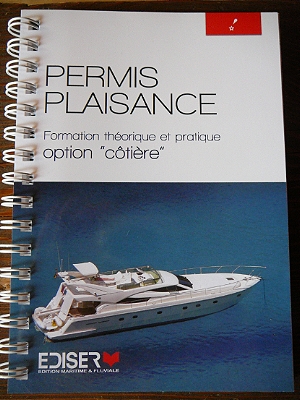 PERMIS
PLAISANCE
Formation théorique et pratique
option "côtière"
EDISER
EDITION MARITIME & FLUVIALE